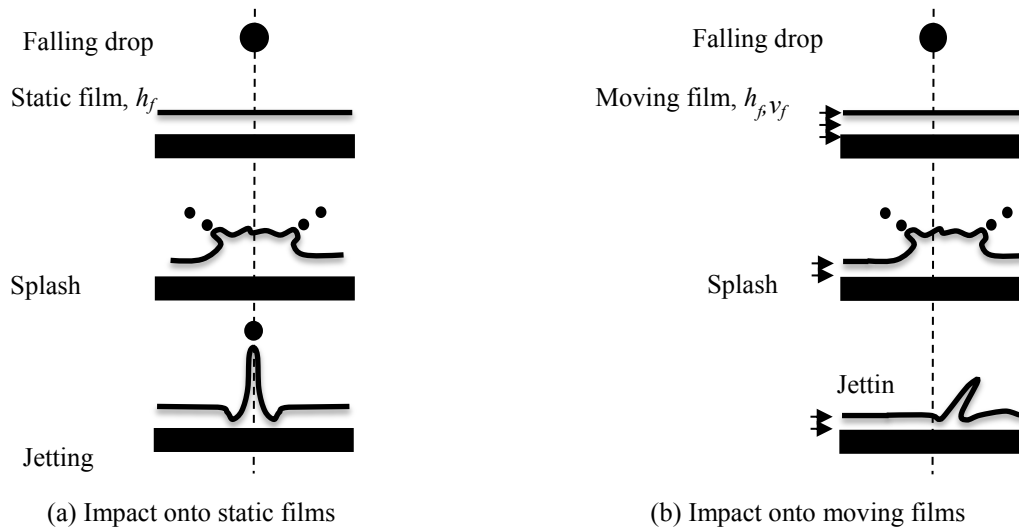 Falling drop
Static film, h_f
Splash
Jetting
(a) Impact onto static films
Falling drop
Moving film, h_f,v_f
Splash
Jettin
(b) Impact onto moving films